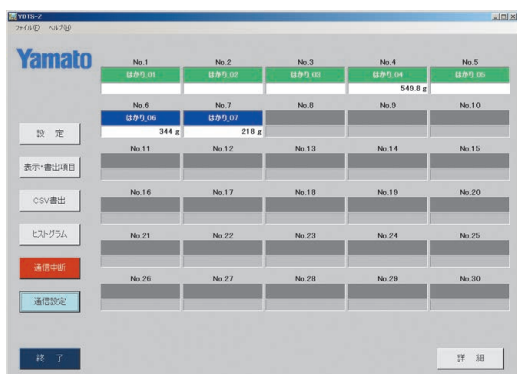 YDTS-2
ファイル(F) ヘルプ(H)
Yamato
No.1 No.2 No.3 No.4 No.5
はかり_01 はかり_02 はかり_03 はかり_04 はかり_05
549.8 g
No.6 No.7 No.8 No.9 No.10
はかり_06 はかり_07
344 g 218 g
設 定
No.11 No.12 No.13 No.14 No.15
表示・書出項目
No.16 No.17 No.18 No.19 No.20
CSV書出
No.21 No.22 No.23 No.24 No.25
ヒストグラム
通信中断
No.26 No.27 No.28 No.29 No.30
通信設定
終 了
詳 細